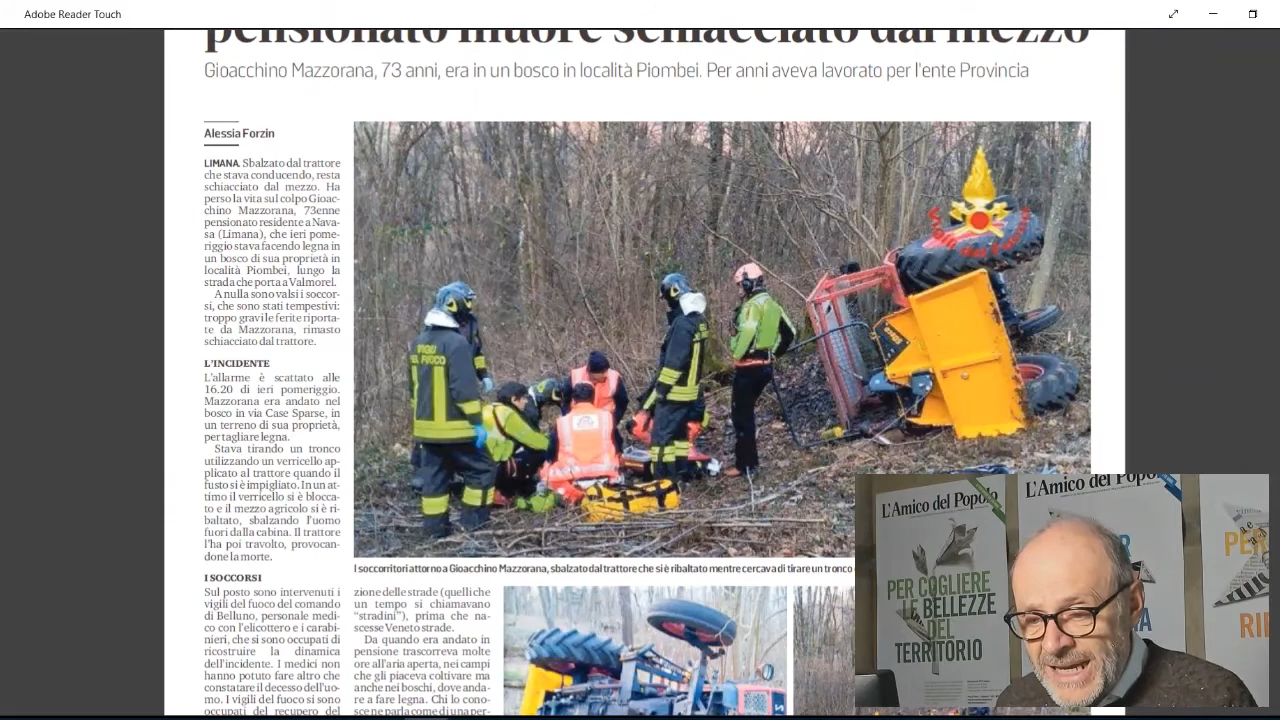 Adobe Reader Touch
pensionato muore schiacciato dal mezzo
Gioacchino Mazzorana, 73 anni, era in un bosco in località Piombei. Per anni aveva lavorato per l'ente Provincia
Alessia Forzin
LIMANA. Sbalzato dal trattore
che stava conducendo, resta
schiacciato dal mezzo. Ha
perso la vita sul colpo Gioac-
chino Mazzorana, 73enne
pensionato residente a Nava-
sa (Limana), che ieri pome-
riggio stava facendo legna in
un bosco di sua proprietà in
località Piombei, lungo la
strada che porta a Valmorel.
A nulla sono valsi i soccor-
si, che sono stati tempestivi:
troppo gravi le ferite riporta-
te da Mazzorana, rimasto
schiacciato dal trattore.
L'INCIDENTE
L'allarme è scattato alle
16.20 di ieri pomeriggio.
Mazzorana era andato nel
bosco in via Case Sparse, in
un terreno di sua proprietà,
per tagliare legna.
Stava tirando un tronco
utilizzando un verricello ap-
plicato al trattore quando il
fusto si è impigliato. In un at-
timo il verricello si è blocca-
to e il mezzo agricolo si è ri-
baltato, sbalzando l'uomo
fuori dalla cabina. Il trattore
l'ha poi travolto, provocan-
done la morte.
I SOCCORSI
Sul posto sono intervenuti i
vigili del fuoco del comando
di Belluno, personale medi-
co con l'elicottero e i carabi-
nieri, che si sono occupati di
ricostruire la dinamica
dell'incidente. I medici non
hanno potuto fare altro che
constatare il decesso dell'uo-
mo. I vigili del fuoco si sono
occupati del recupero del
VIGILI
DEL FUOCO
I soccorritori attorno a Gioacchino Mazzorana, sbalzato dal trattore che si è ribaltato mentre cercava di tirare un tronco
zione delle strade (quelli che
un tempo si chiamavano
"stradini"), prima che na-
scesse Veneto strade.
Da quando era andato in
pensione trascorreva molte
ore all'aria aperta, nei campi
che gli piaceva coltivare ma
anche nei boschi, dove anda-
re a fare legna. Chi lo cono-
sce ne parla come di una per-
L'Amico del Popolo
PER COGLIERE
LE BELLEZZE
DEL
TERRITORIO
L'Amico del Popolo